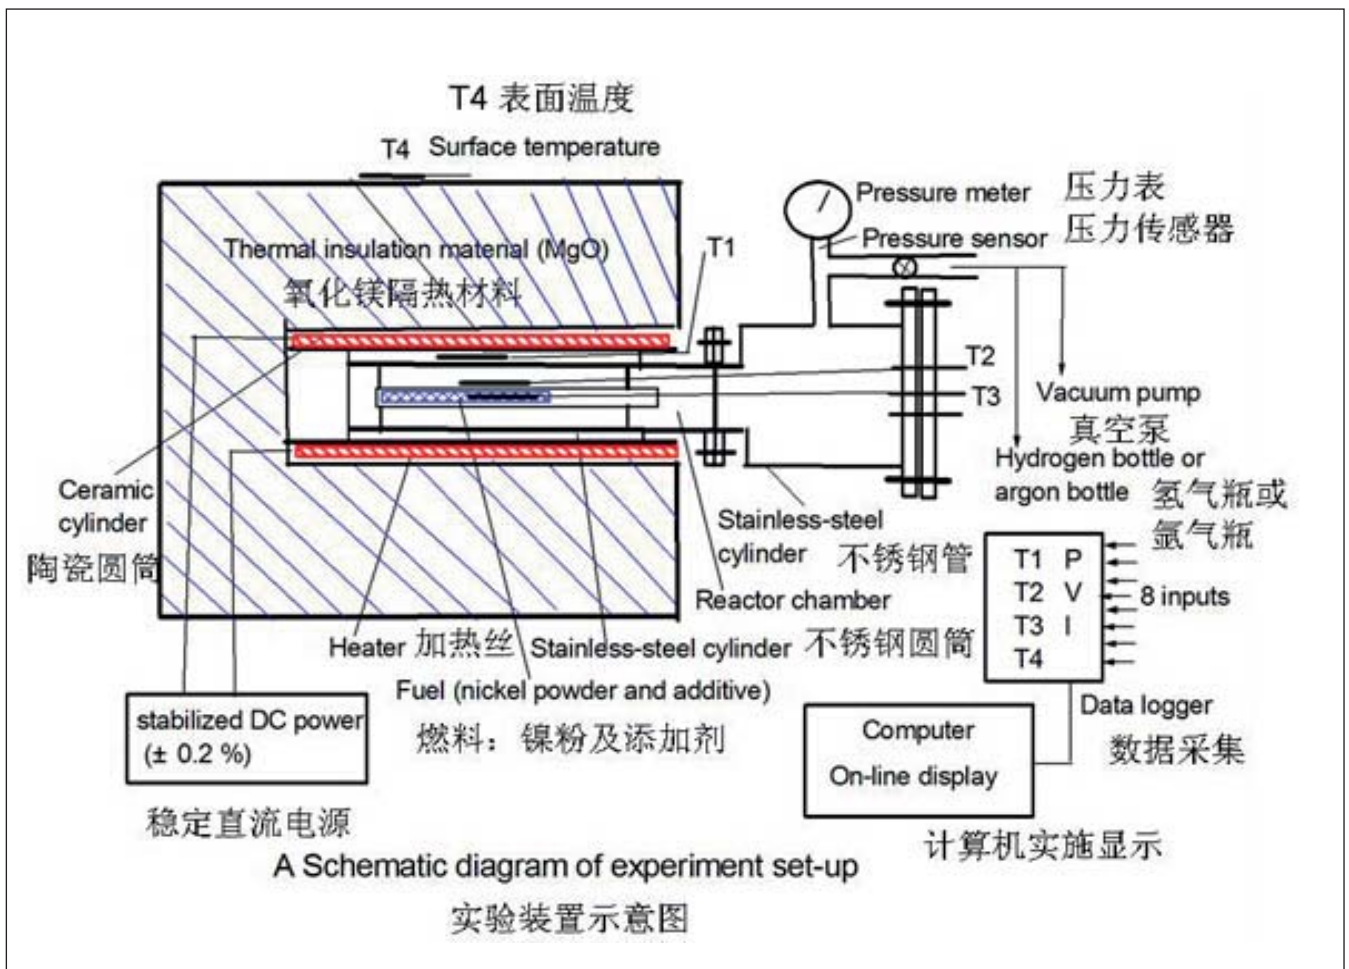 T4 表面温度
T4 Surface temperature
Pressure meter 压力表
Pressure sensor 压力传感器
Thermal insulation material (MgO)
氧化镁隔热材料
T1
T2
T3
Vacuum pump
真空泵
Hydrogen bottle or
argon bottle
氢气瓶或
氩气瓶
Ceramic
cylinder
陶瓷圆筒
Stainless-steel
cylinder 不锈钢管
Reactor chamber
T1 P
T2 V
T3 I
T4
8 inputs
Heater 加热丝 Stainless-steel cylinder 不锈钢圆筒
Fuel (nickel powder and additive)
燃料：镍粉及添加剂
Data logger
数据采集
stabilized DC power
(± 0.2 %)
稳定直流电源
Computer
On-line display
计算机实施显示
A Schematic diagram of experiment set-up
实验装置示意图